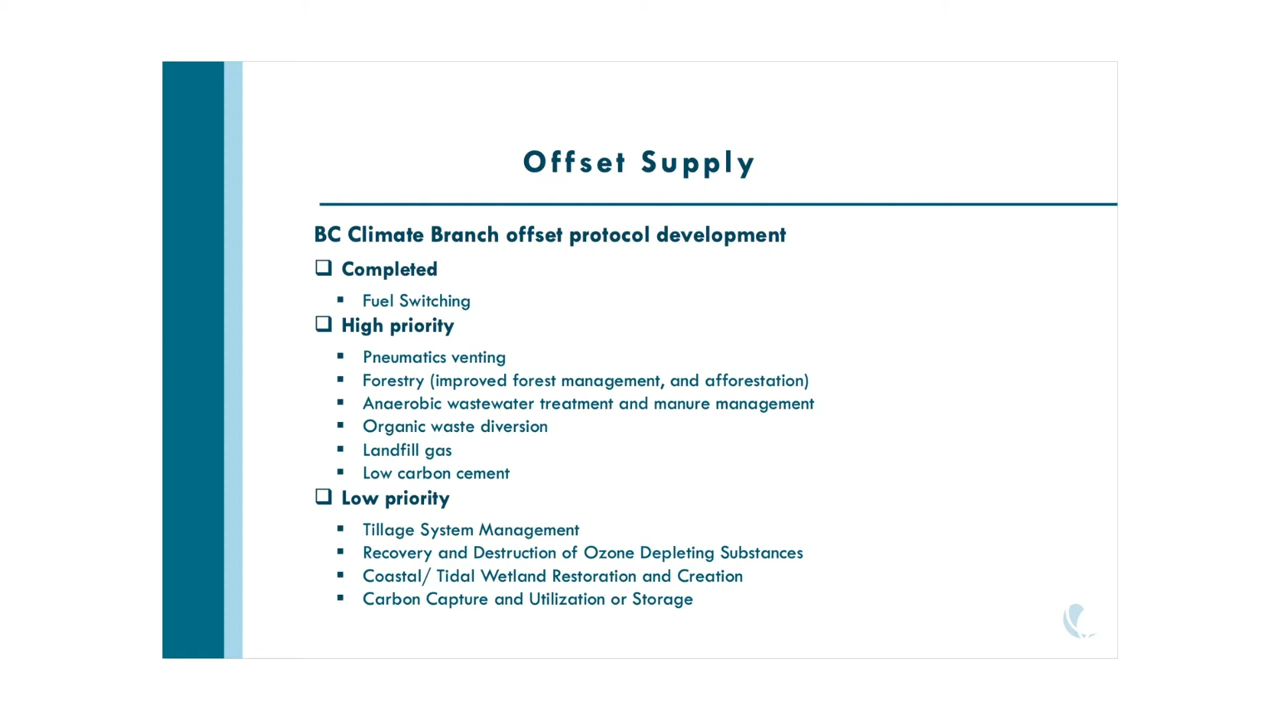 Offset Supply
BC Climate Branch offset protocol development
❑ Completed
▪ Fuel Switching
❑ High priority
▪ Pneumatics venting
▪ Forestry (improved forest management, and afforestation)
▪ Anaerobic wastewater treatment and manure management
▪ Organic waste diversion
▪ Landfill gas
▪ Low carbon cement
❑ Low priority
▪ Tillage System Management
▪ Recovery and Destruction of Ozone Depleting Substances
▪ Coastal/ Tidal Wetland Restoration and Creation
▪ Carbon Capture and Utilization or Storage